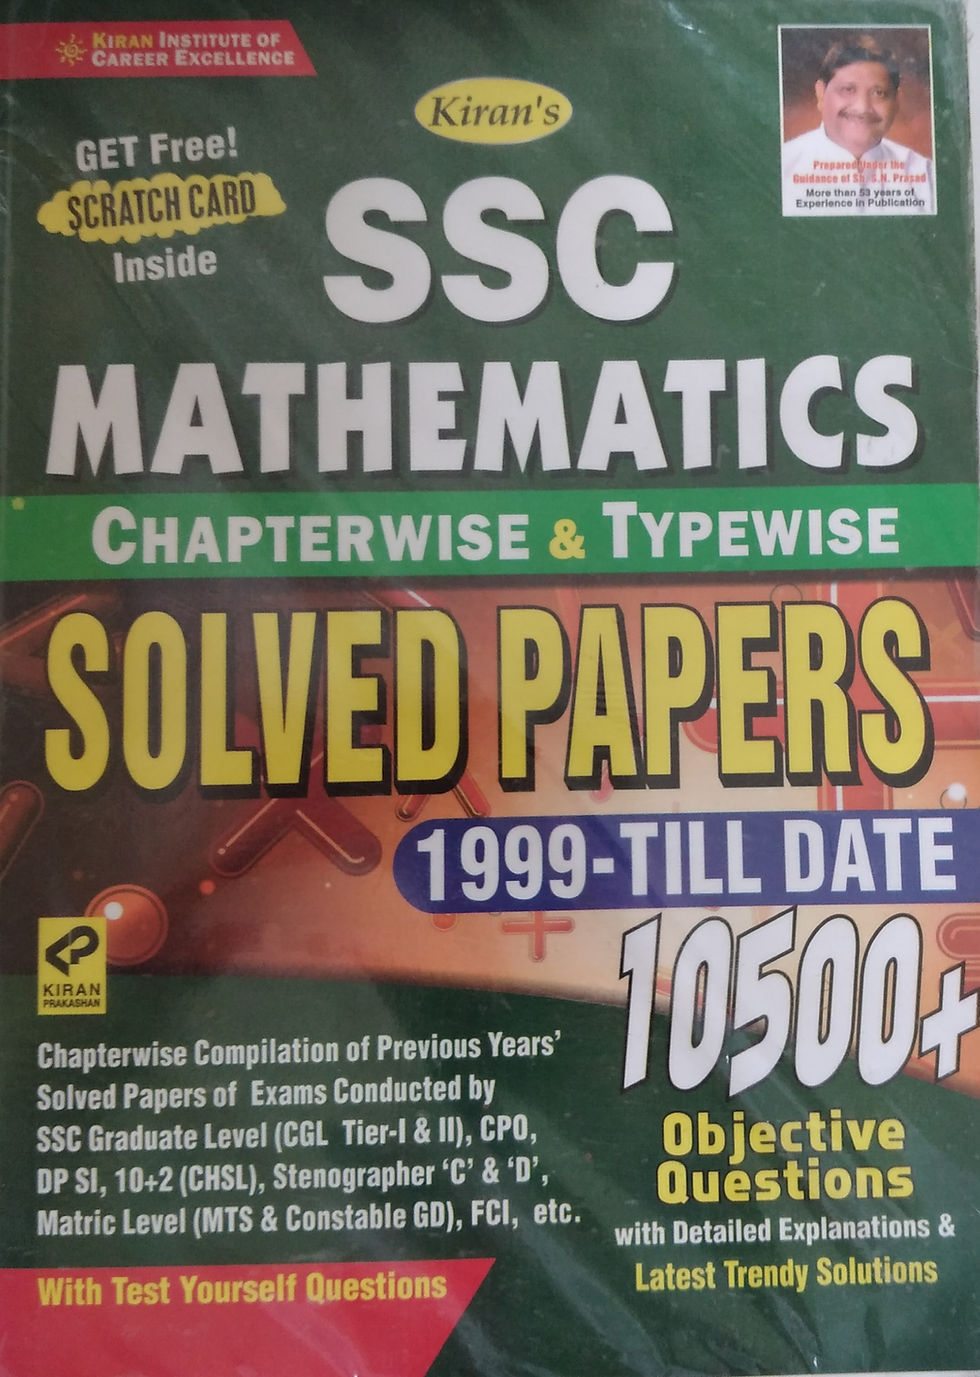 KIRAN INSTITUTE OF
CAREER EXCELLENCE
Kiran's
GET Free!
SCRATCH CARD
Inside
Prepared Under the
Guidance of Sh. S.N. Prasad
More than 53 years of
Experience in Publication
SSC
MATHEMATICS
CHAPTERWISE & TYPEWISE
SOLVED PAPERS
1999-TILL DATE
10500+
KP
KIRAN
PRAKASHAN
Chapterwise Compilation of Previous Years'
Solved Papers of Exams Conducted by
SSC Graduate Level (CGL Tier-I & II), CPO,
DP SI, 10+2 (CHSL), Stenographer 'C' & 'D',
Matric Level (MTS & Constable GD), FCI, etc.
Objective
Questions
with Detailed Explanations &
Latest Trendy Solutions
With Test Yourself Questions